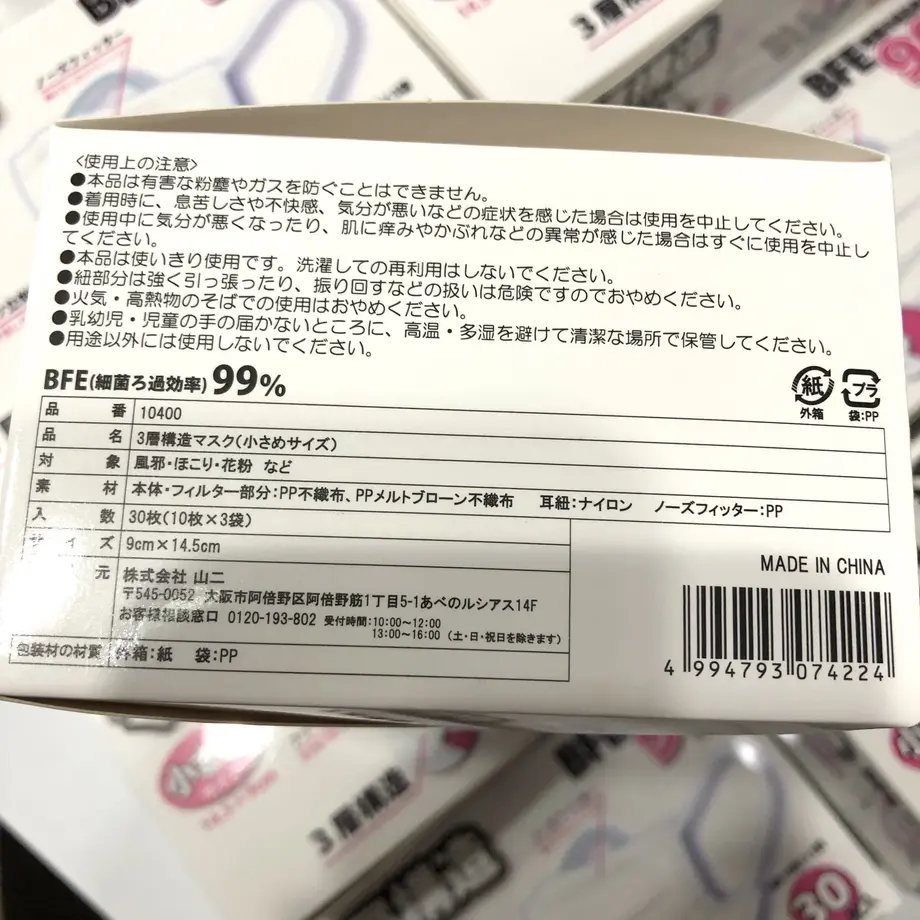 ノーズフィッター
3層構
BFE
〈使用上の注意〉
●本品は有害な粉塵やガスを防ぐことはできません。
●着用時に、息苦しさや不快感、気分が悪いなどの症状を感じた場合は使用を中止してください。
●使用中に気分が悪くなったり、肌に痒みやかぶれなどの異常が感じた場合はすぐに使用を中止し
てください。
●本品は使いきり使用です。洗濯しての再利用はしないでください。
●紐部分は強く引っ張ったり、振り回すなどの扱いは危険ですのでおやめください。
●火気・高熱物のそばでの使用はおやめください。
●乳幼児・児童の手の届かないところに、高温・多湿を避けて清潔な場所で保管してください。
●用途以外には使用しないでください。
BFE(細菌ろ過効率)99%
紙 プラ
外箱 袋:PP
品番 10400
品名 3層構造マスク(小さめサイズ)
対象 風邪・ほこり・花粉 など
素材 本体・フィルター部分:PP不織布、PPメルトブローン不織布 耳紐:ナイロン ノーズフィッター:PP
入数 30枚(10枚×3袋)
サイズ 9cm×14.5cm
元 株式会社 山二
〒545-0052 大阪市阿倍野区阿倍野筋1丁目5-1あべのルシアス14F
お客様相談窓口 0120-193-802 受付時間:10:00~12:00
13:00~16:00 (土・日・祝日を除きます)
包装材の材質 外箱:紙 袋:PP
MADE IN CHINA
4 994793 074224
小
3層構造
BFE
30